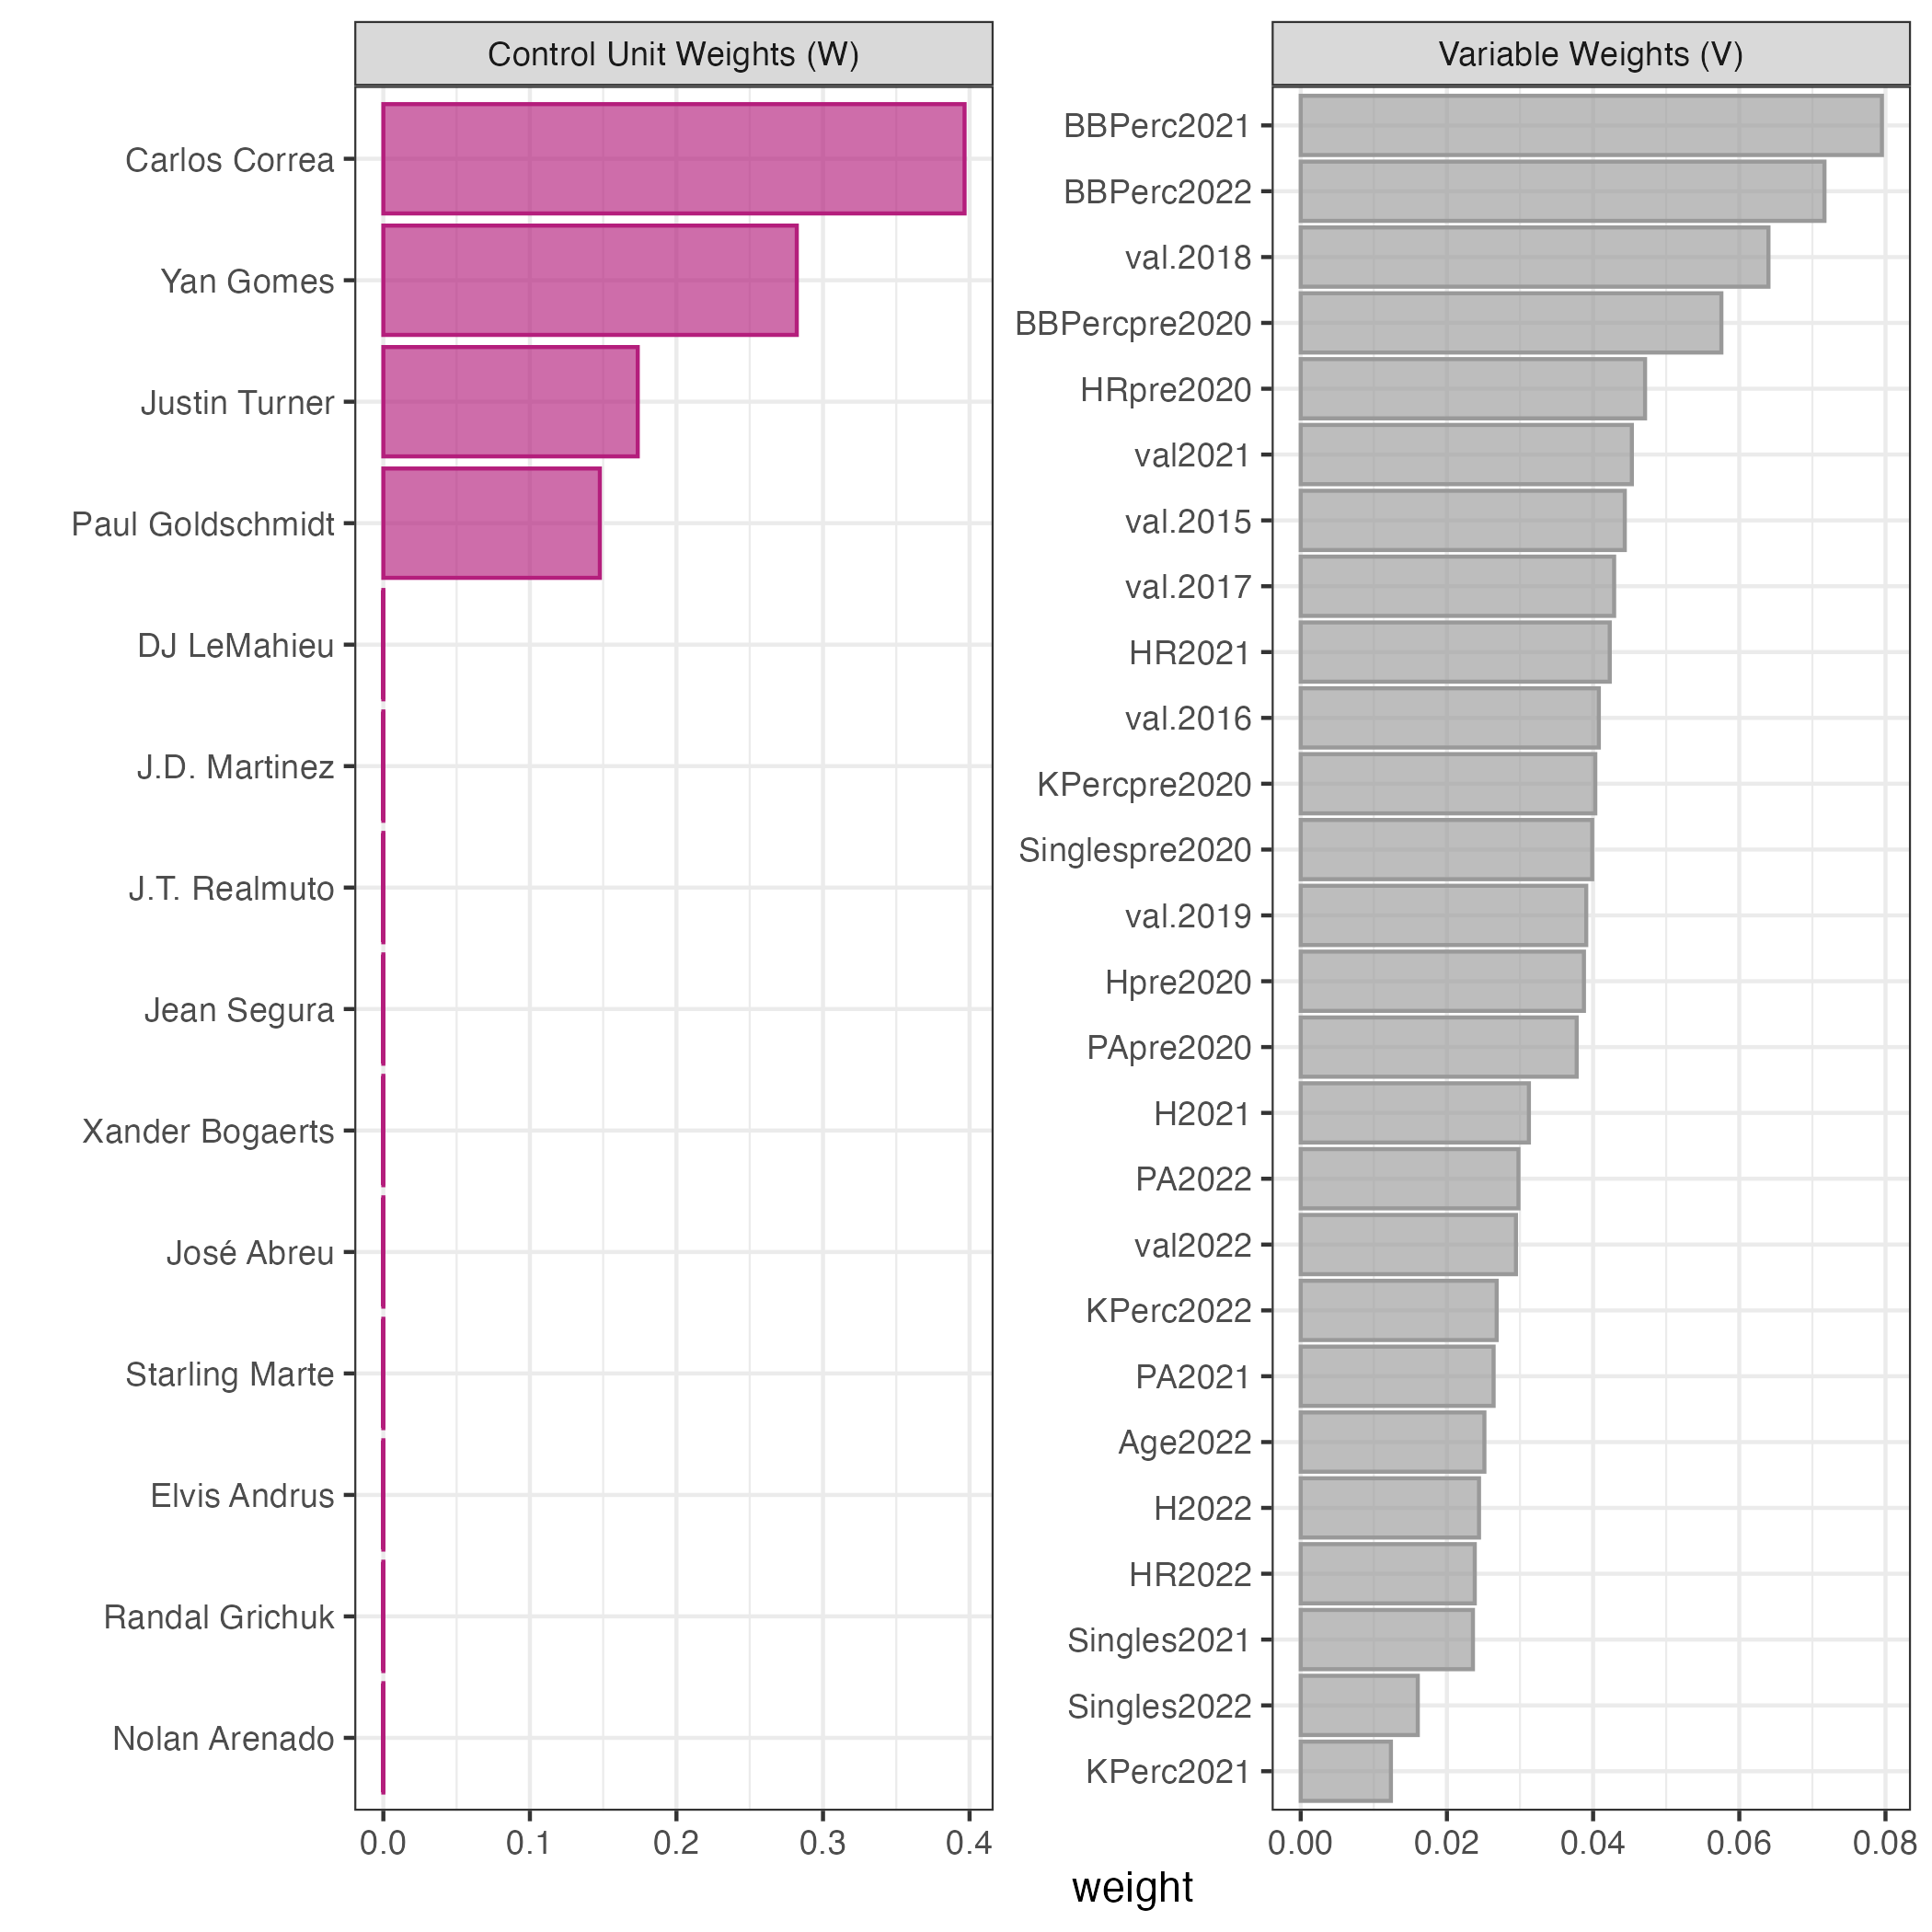 Control Unit Weights (W)
Carlos Correa
Yan Gomes
Justin Turner
Paul Goldschmidt
DJ LeMahieu
J.D. Martinez
J.T. Realmuto
Jean Segura
Xander Bogaerts
José Abreu
Starling Marte
Elvis Andrus
Randal Grichuk
Nolan Arenado
0.0 0.1 0.2 0.3 0.4
Variable Weights (V)
BBPerc2021
BBPerc2022
val.2018
BBPercpre2020
HRpre2020
val2021
val.2015
val.2017
HR2021
val.2016
KPercpre2020
Singlespre2020
val.2019
Hpre2020
PApre2020
H2021
PA2022
val2022
KPerc2022
PA2021
Age2022
H2022
HR2022
Singles2021
Singles2022
KPerc2021
0.00 0.02 0.04 0.06 0.08
weight